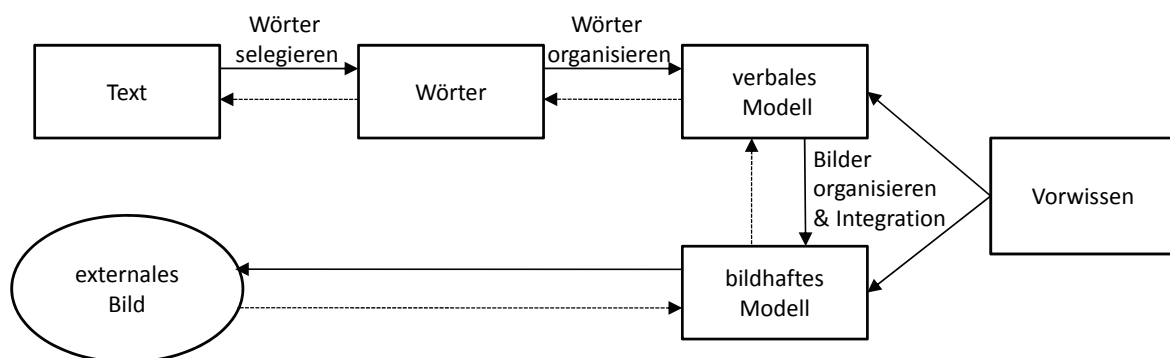 Wörter
selegieren
Wörter
organisieren
Text
Wörter
verbales
Modell
Bilder
organisieren
& Integration
Vorwissen
externales
Bild
bildhaftes
Modell